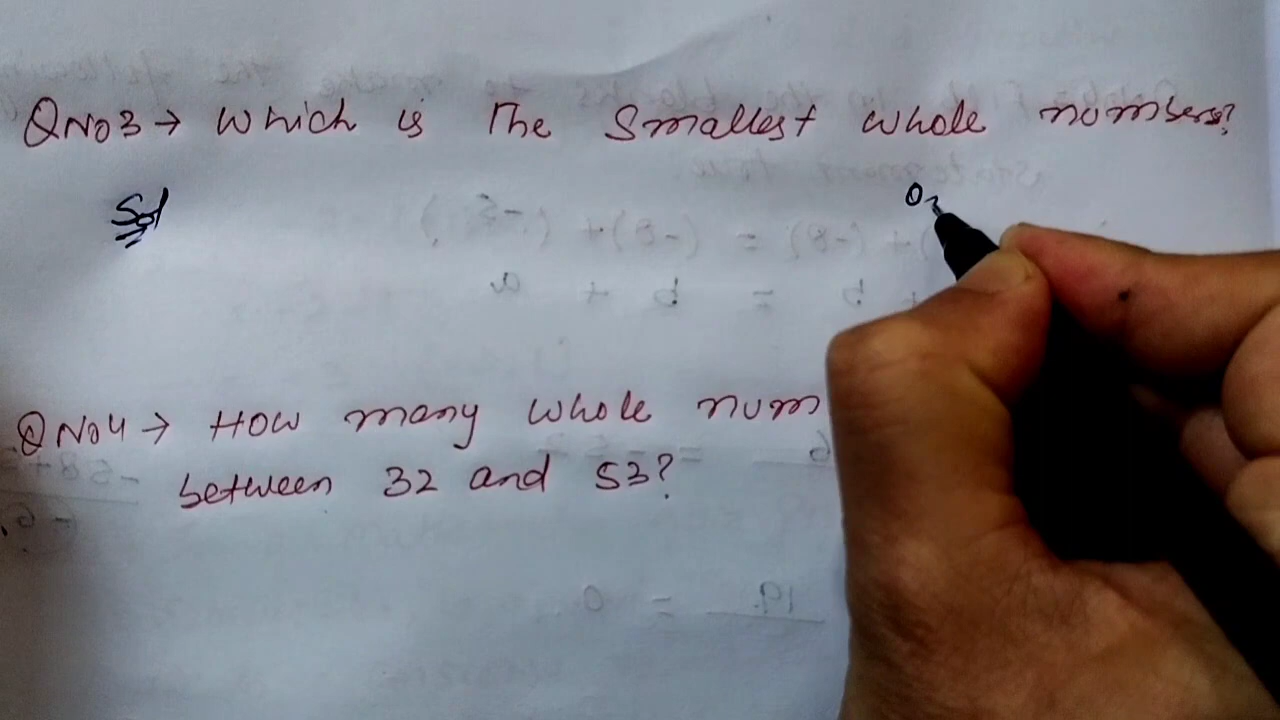 QNo3→ Which is The Smallest whole numbers?
Sol
0,
QNo4→ How many whole num
between 32 and 53?